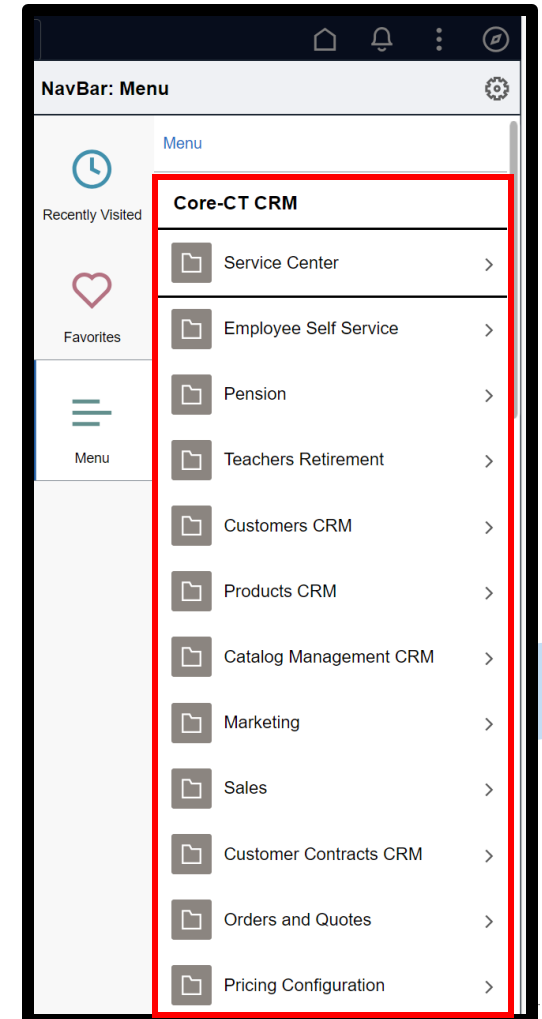 NavBar: Menu
Recently Visited
Favorites
Menu
Menu
Core-CT CRM
Service Center
Employee Self Service
Pension
Teachers Retirement
Customers CRM
Products CRM
Catalog Management CRM
Marketing
Sales
Customer Contracts CRM
Orders and Quotes
Pricing Configuration